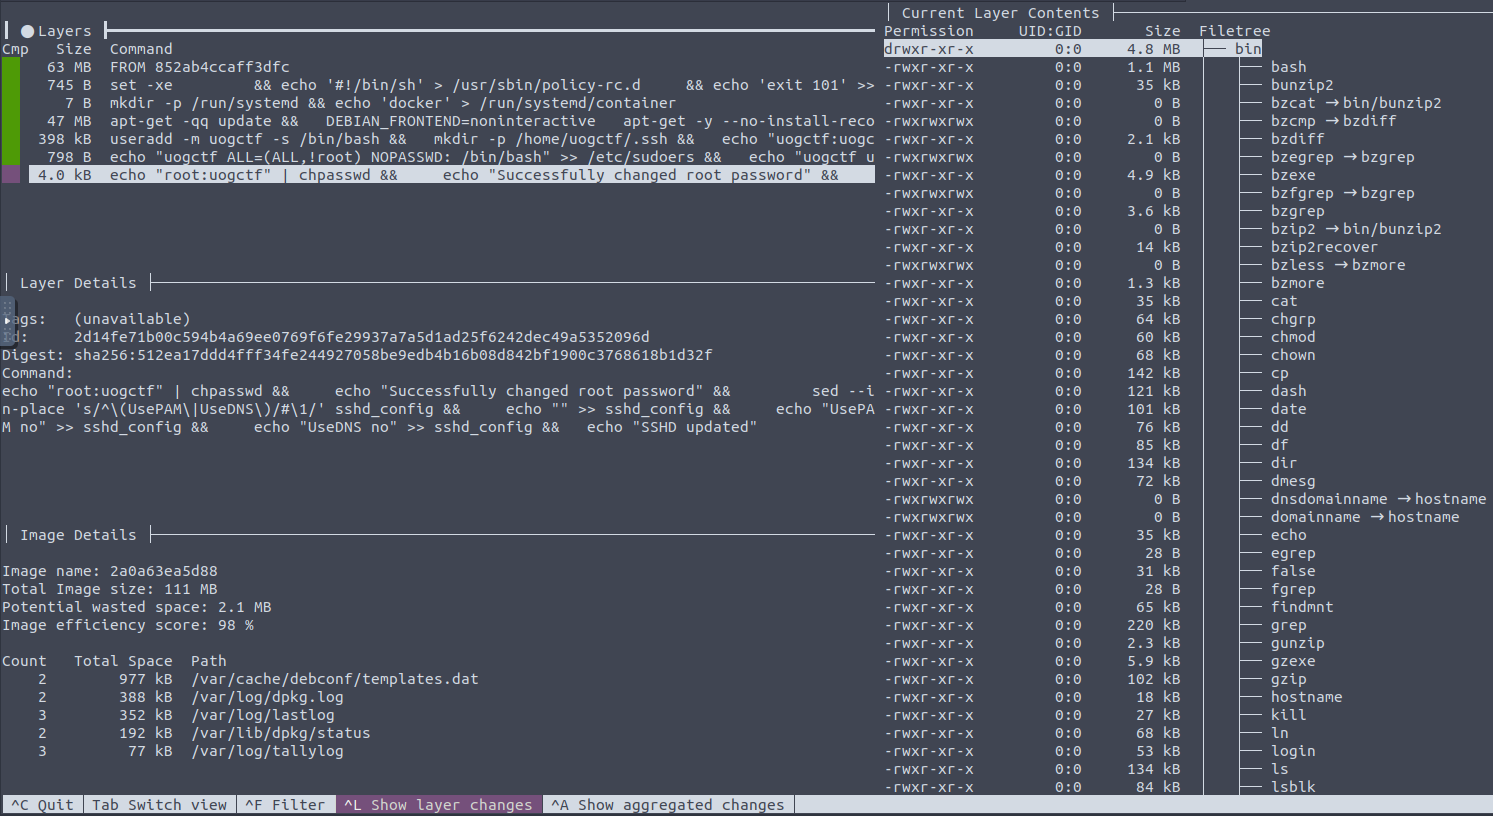 Layers
Cmp Size Command
63 MB FROM 852ab4ccaff3dfc
745 B set -xe && echo '#!/bin/sh' > /usr/sbin/policy-rc.d && echo 'exit 101' >>
7 B mkdir -p /run/systemd && echo 'docker' > /run/systemd/container
47 MB apt-get -qq update && DEBIAN_FRONTEND=noninteractive apt-get -y --no-install-reco
398 kB useradd -m uogctf -s /bin/bash && mkdir -p /home/uogctf/.ssh && echo "uogctf:uogc
798 B echo "uogctf ALL=(ALL,!root) NOPASSWD: /bin/bash" >> /etc/sudoers && echo "uogctf u
4.0 kB echo "root:uogctf" | chpasswd && echo "Successfully changed root password" &&
Layer Details
ags: (unavailable)
d: 2d14fe71b00c594b4a69ee0769f6fe29937a7a5d1ad25f6242dec49a5352096d
Digest: sha256:512ea17ddd4fff34fe244927058be9edb4b16b08d842bf1900c3768618b1d32f
Command:
echo "root:uogctf" | chpasswd && echo "Successfully changed root password" && sed --i
n-place 's/^\(UsePAM\|UseDNS\)/#\1/' sshd_config && echo "" >> sshd_config && echo "UsePA
M no" >> sshd_config && echo "UseDNS no" >> sshd_config && echo "SSHD updated"
Image Details
Image name: 2a0a63ea5d88
Total Image size: 111 MB
Potential wasted space: 2.1 MB
Image efficiency score: 98 %
Count Total Space Path
2 977 kB /var/cache/debconf/templates.dat
2 388 kB /var/log/dpkg.log
3 352 kB /var/log/lastlog
2 192 kB /var/lib/dpkg/status
3 77 kB /var/log/tallylog
Current Layer Contents
Permission UID:GID Size Filetree
drwxr-xr-x 0:0 4.8 MB bin
-rwxr-xr-x 0:0 1.1 MB bash
-rwxr-xr-x 0:0 35 kB bunzip2
-rwxr-xr-x 0:0 0 B bzcat → bin/bunzip2
-rwxrwxrwx 0:0 0 B bzcmp → bzdiff
-rwxr-xr-x 0:0 2.1 kB bzdiff
-rwxrwxrwx 0:0 0 B bzegrep → bzgrep
-rwxr-xr-x 0:0 4.9 kB bzexe
-rwxrwxrwx 0:0 0 B bzfgrep → bzgrep
-rwxr-xr-x 0:0 3.6 kB bzgrep
-rwxr-xr-x 0:0 0 B bzip2 → bin/bunzip2
-rwxr-xr-x 0:0 14 kB bzip2recover
-rwxrwxrwx 0:0 0 B bzless → bzmore
-rwxr-xr-x 0:0 1.3 kB bzmore
-rwxr-xr-x 0:0 35 kB cat
-rwxr-xr-x 0:0 64 kB chgrp
-rwxr-xr-x 0:0 60 kB chmod
-rwxr-xr-x 0:0 68 kB chown
-rwxr-xr-x 0:0 142 kB cp
-rwxr-xr-x 0:0 121 kB dash
-rwxr-xr-x 0:0 101 kB date
-rwxr-xr-x 0:0 76 kB dd
-rwxr-xr-x 0:0 85 kB df
-rwxr-xr-x 0:0 134 kB dir
-rwxr-xr-x 0:0 72 kB dmesg
-rwxrwxrwx 0:0 0 B dnsdomainname → hostname
-rwxrwxrwx 0:0 0 B domainname → hostname
-rwxr-xr-x 0:0 35 kB echo
-rwxr-xr-x 0:0 28 B egrep
-rwxr-xr-x 0:0 31 kB false
-rwxr-xr-x 0:0 28 B fgrep
-rwxr-xr-x 0:0 65 kB findmnt
-rwxr-xr-x 0:0 220 kB grep
-rwxr-xr-x 0:0 2.3 kB gunzip
-rwxr-xr-x 0:0 5.9 kB gzexe
-rwxr-xr-x 0:0 102 kB gzip
-rwxr-xr-x 0:0 18 kB hostname
-rwxr-xr-x 0:0 27 kB kill
-rwxr-xr-x 0:0 68 kB ln
-rwxr-xr-x 0:0 53 kB login
-rwxr-xr-x 0:0 134 kB ls
-rwxr-xr-x 0:0 84 kB lsblk
^C Quit Tab Switch view ^F Filter ^L Show layer changes ^A Show aggregated changes